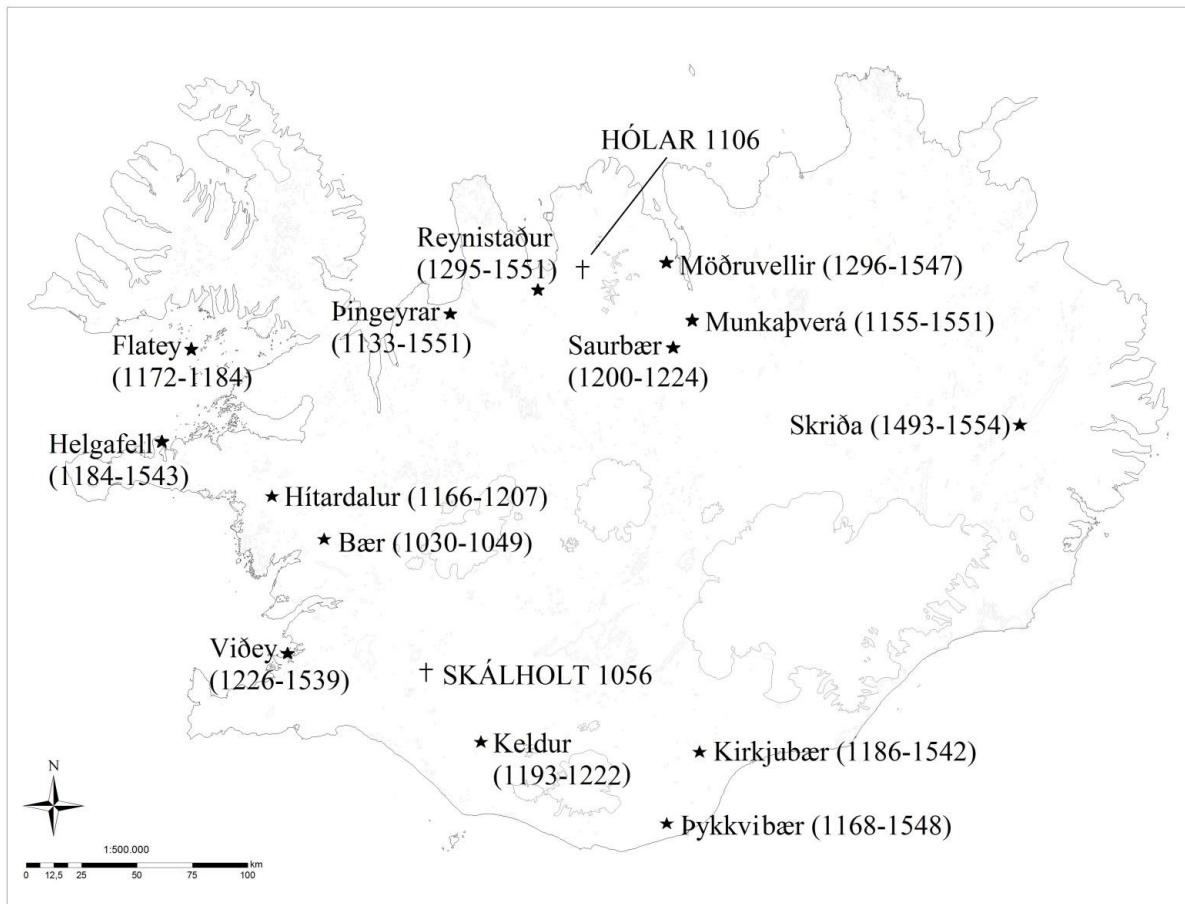 HÓLAR 1106
Reynistaður
(1295-1551)
Möðruvellir (1296-1547)
Þingeyrar
(1133-1551)
Munkaþverá (1155-1551)
Flatey
(1172-1184)
Saurbær
(1200-1224)
Skriða (1493-1554)
Helgafell
(1184-1543)
Hítardalur (1166-1207)
Bær (1030-1049)
Viðey
(1226-1539)
† SKÁLHOLT 1056
Keldur
(1193-1222)
Kirkjubær (1186-1542)
Þykkvibær (1168-1548)
N
1:500.000
km
0 12,5 25 50 75 100